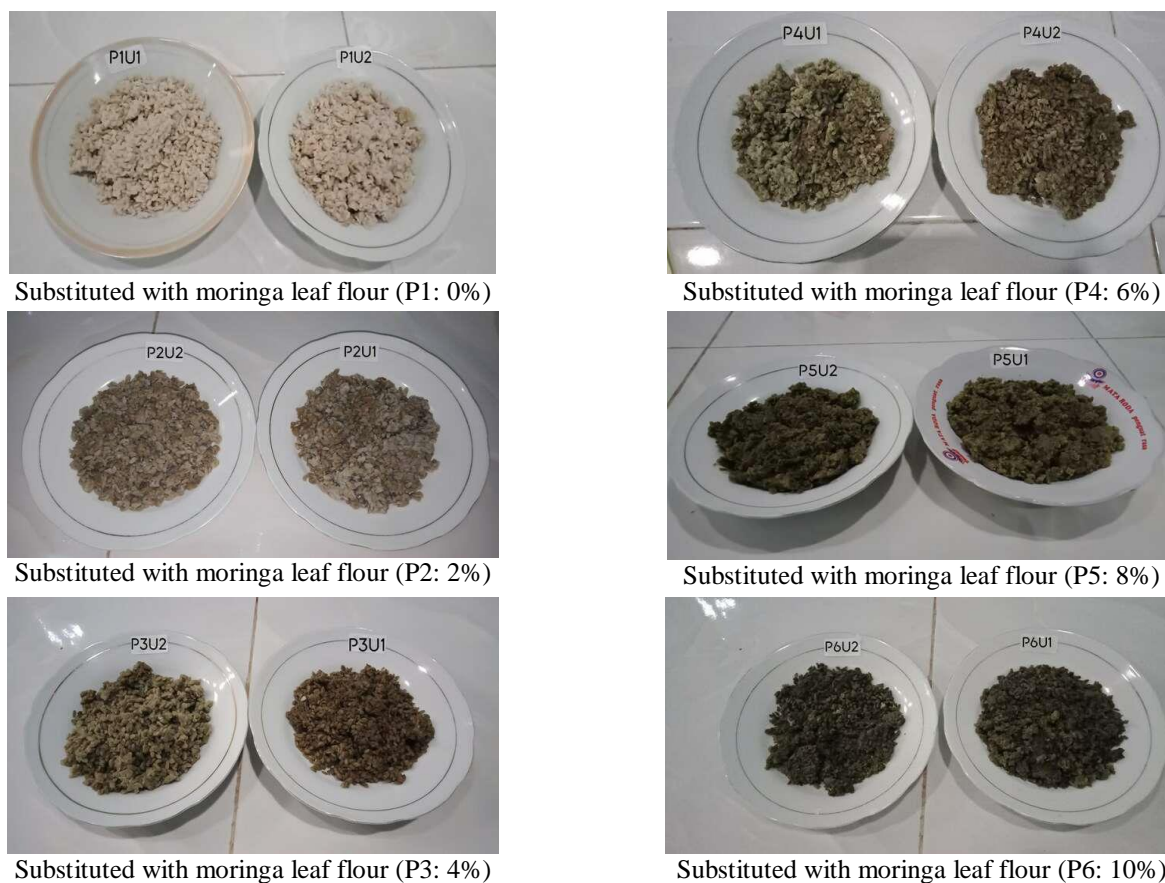 P1U1
P1U2
Substituted with moringa leaf flour (P1: 0%)
P4U1
P4U2
Substituted with moringa leaf flour (P4: 6%)
P2U2
P2U1
Substituted with moringa leaf flour (P2: 2%)
P5U2
P5U1
MATA RODA
Substituted with moringa leaf flour (P5: 8%)
P3U2
P3U1
Substituted with moringa leaf flour (P3: 4%)
P6U2
P6U1
Substituted with moringa leaf flour (P6: 10%)